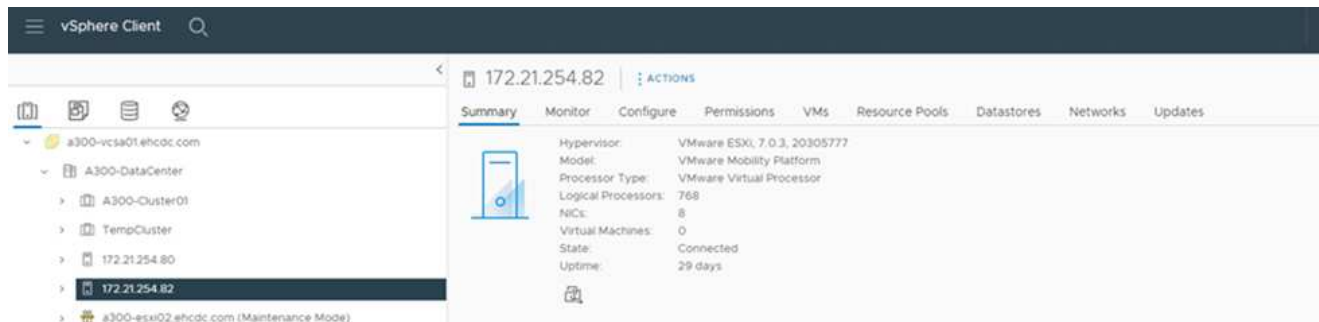 vSphere Client
172.21.254.82 ACTIONS
Summary Monitor Configure Permissions VMs Resource Pools Datastores Networks Updates
a300-vcsa01.ehcdc.com
A300-DataCenter
A300-Cluster01
TempCluster
172.21.254.80
172.21.254.82
a300-esxi02.ehcdc.com (Maintenance Mode)
Hypervisor: VMware ESXi, 7.0.3, 20305777
Model: VMware Mobility Platform
Processor Type: VMware Virtual Processor
Logical Processors: 768
NICs: 8
Virtual Machines: 0
State: Connected
Uptime: 29 days